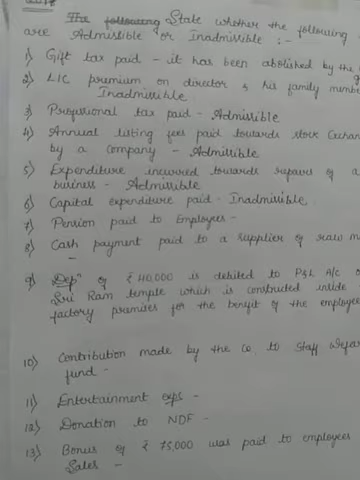 The following State whether the following
are Admissible or Inadmissible :-
1) Gift tax paid - it has been abolished by the
2) LIC premium on director & his family
Inadmissible
3) Professional tax paid - Admissible
4) Annual listing fees paid towards stock
by a company - Admissible
5) Expenditure incurred towards repairs of a
business - Admissible
6) Capital expenditure paid - Inadmissible
7) Pension paid to Employees -
8) Cash payment paid to a supplier of raw
-
9) Depn of ₹ 40,000 is debited to P&L A/c
Sri Ram temple which is constructed inside
factory premises for the benefit of the
10) Contribution made by the Co. to Staff
fund -
11) Entertainment exps -
12) Donation to NDF -
13) Bonus of ₹ 75,000 was paid to employees
Sales -